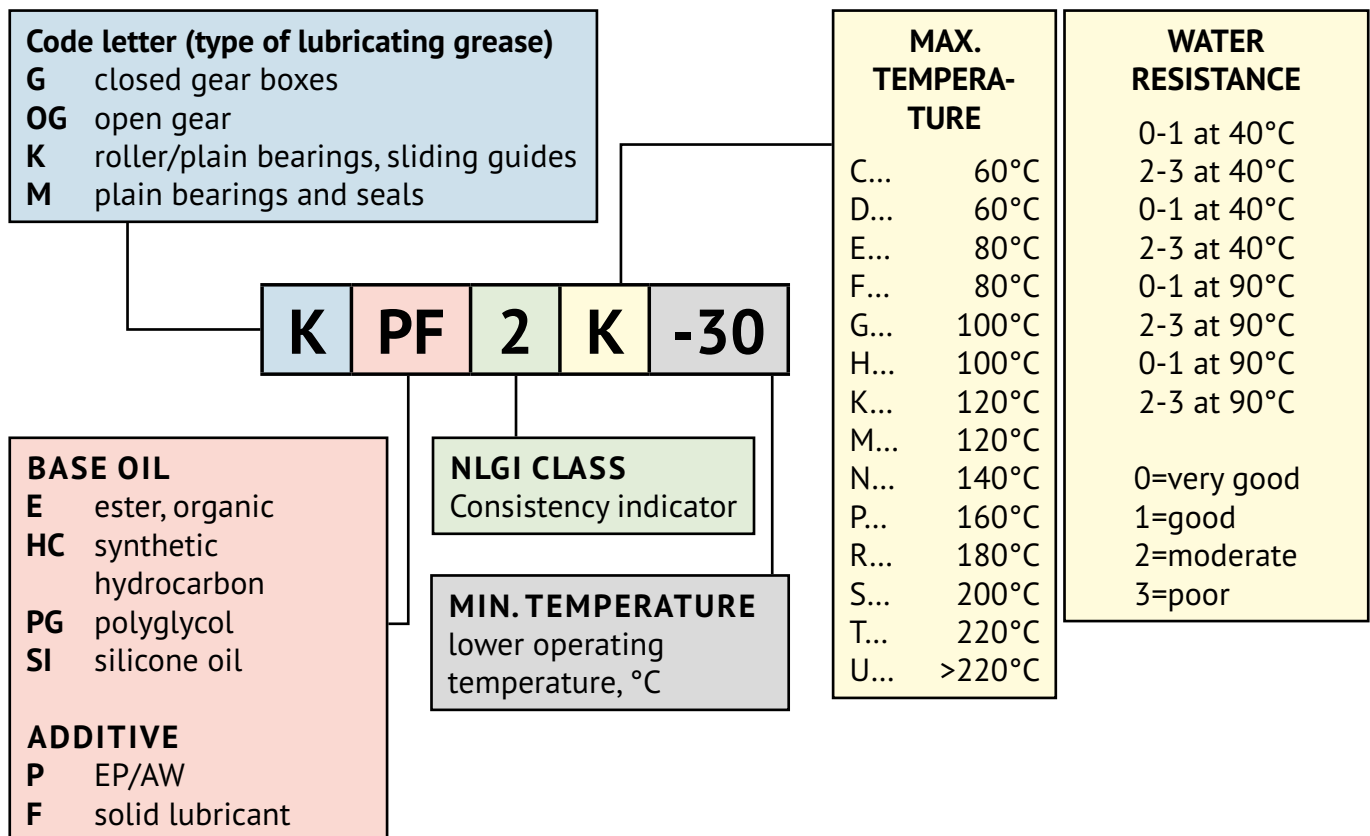 Code letter (type of lubricating grease)
G closed gear boxes
OG open gear
K roller/plain bearings, sliding guides
M plain bearings and seals
K PF 2 K -30
BASE OIL
E ester, organic
HC synthetic
hydrocarbon
PG polyglycol
SI silicone oil
ADDITIVE
P EP/AW
F solid lubricant
NLGI CLASS
Consistency indicator
MIN. TEMPERATURE
lower operating
temperature, °C
MAX.
TEMPERA-
TURE
C... 60°C
D... 60°C
E... 80°C
F... 80°C
G... 100°C
H... 100°C
K... 120°C
M... 120°C
N... 140°C
P... 160°C
R... 180°C
S... 200°C
T... 220°C
U... >220°C
WATER
RESISTANCE
0-1 at 40°C
2-3 at 40°C
0-1 at 40°C
2-3 at 40°C
0-1 at 90°C
2-3 at 90°C
0-1 at 90°C
2-3 at 90°C
0=very good
1=good
2=moderate
3=poor